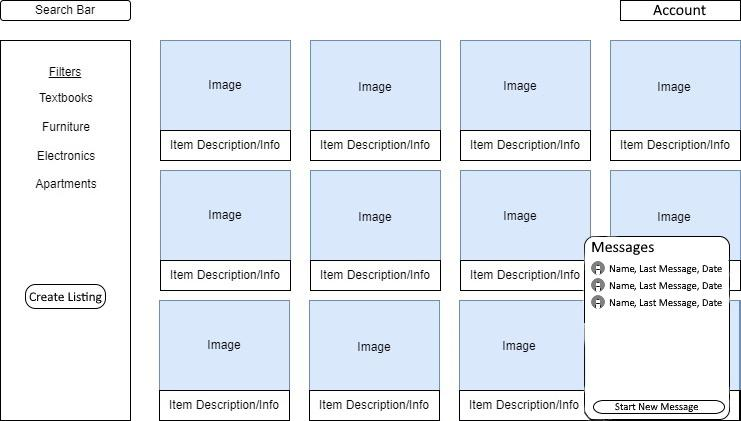 Search Bar
Account
Filters
Textbooks
Furniture
Electronics
Apartments
Create Listing
Image
Image
Image
Image
Item Description/Info
Item Description/Info
Item Description/Info
Item Description/Info
Image
Image
Image
Image
Item Description/Info
Item Description/Info
Item Description/Info
Image
Image
Image
Item Description/Info
Item Description/Info
Item Description/Info
Messages
Name, Last Message, Date
Name, Last Message, Date
Name, Last Message, Date
Start New Message